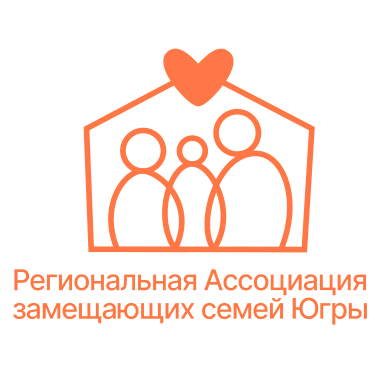 Региональная Ассоциация
замещающих семей Югры